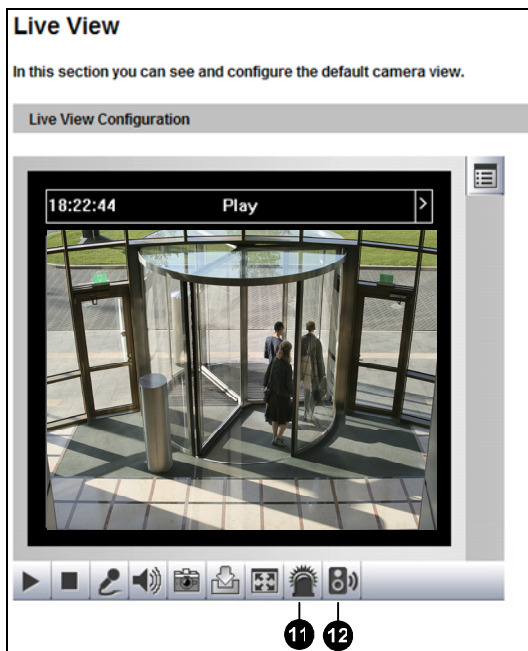 Live View
In this section you can see and configure the default camera view.
Live View Configuration
18:22:44 Play >
11 12